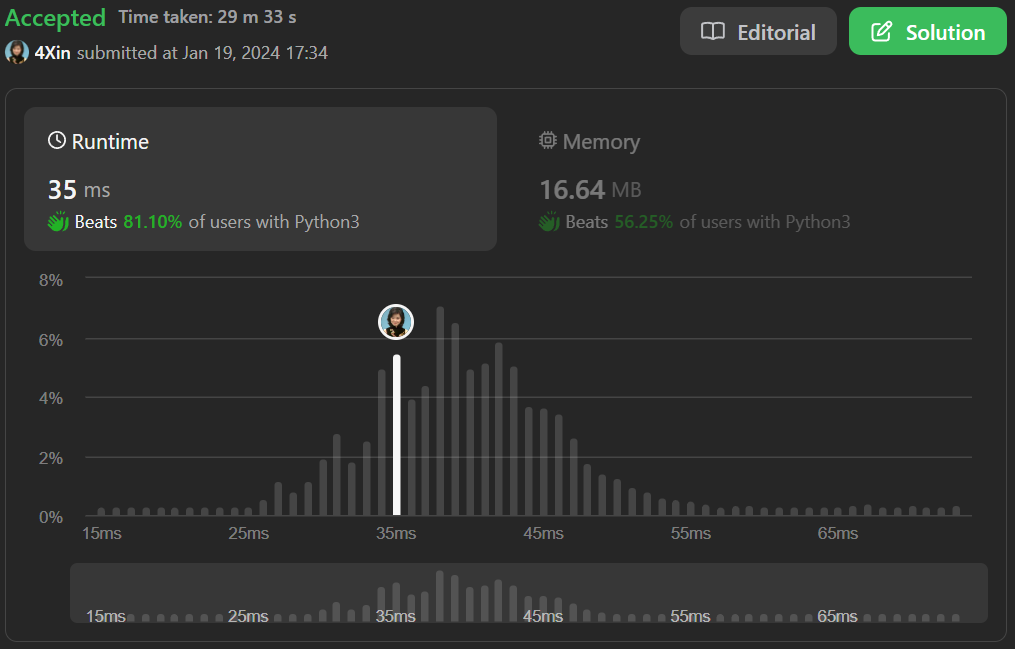 Accepted Time taken: 29 m 33 s
Editorial
Solution
4Xin submitted at Jan 19, 2024 17:34
Runtime
35 ms
Beats 81.10% of users with Python3
Memory
16.64 MB
Beats 56.25% of users with Python3
8%
6%
4%
2%
0%
15ms 25ms 35ms 45ms 55ms 65ms
15ms 25ms 35ms 45ms 55ms 65ms